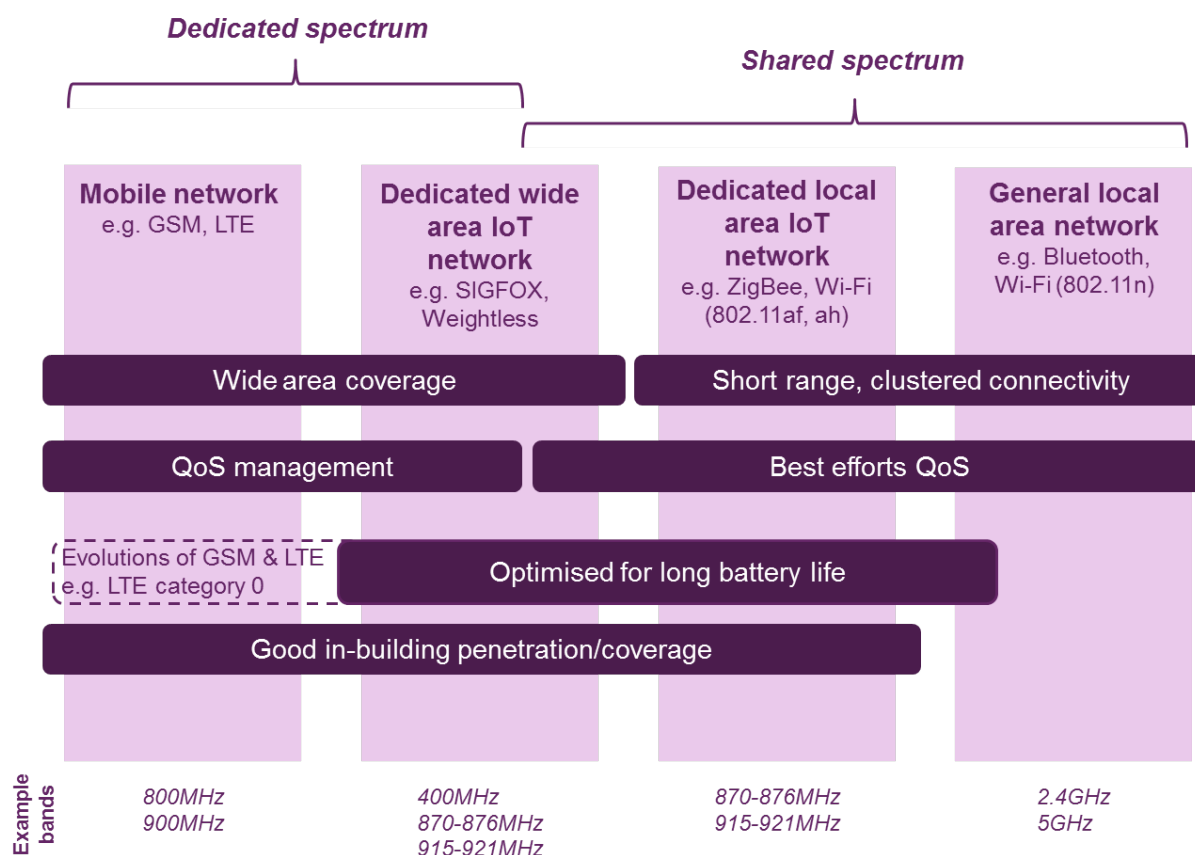 Dedicated spectrum
Shared spectrum
Mobile network
e.g. GSM, LTE
Dedicated wide
area IoT
network
e.g. SIGFOX,
Weightless
Dedicated local
area IoT
network
e.g. ZigBee, Wi-Fi
(802.11af, ah)
General local
area network
e.g. Bluetooth,
Wi-Fi (802.11n)
Wide area coverage
Short range, clustered connectivity
QoS management
Best efforts QoS
Evolutions of GSM & LTE
e.g. LTE category 0
Optimised for long battery life
Good in-building penetration/coverage
Example
bands
800MHz
900MHz
400MHz
870-876MHz
915-921MHz
870-876MHz
915-921MHz
2.4GHz
5GHz